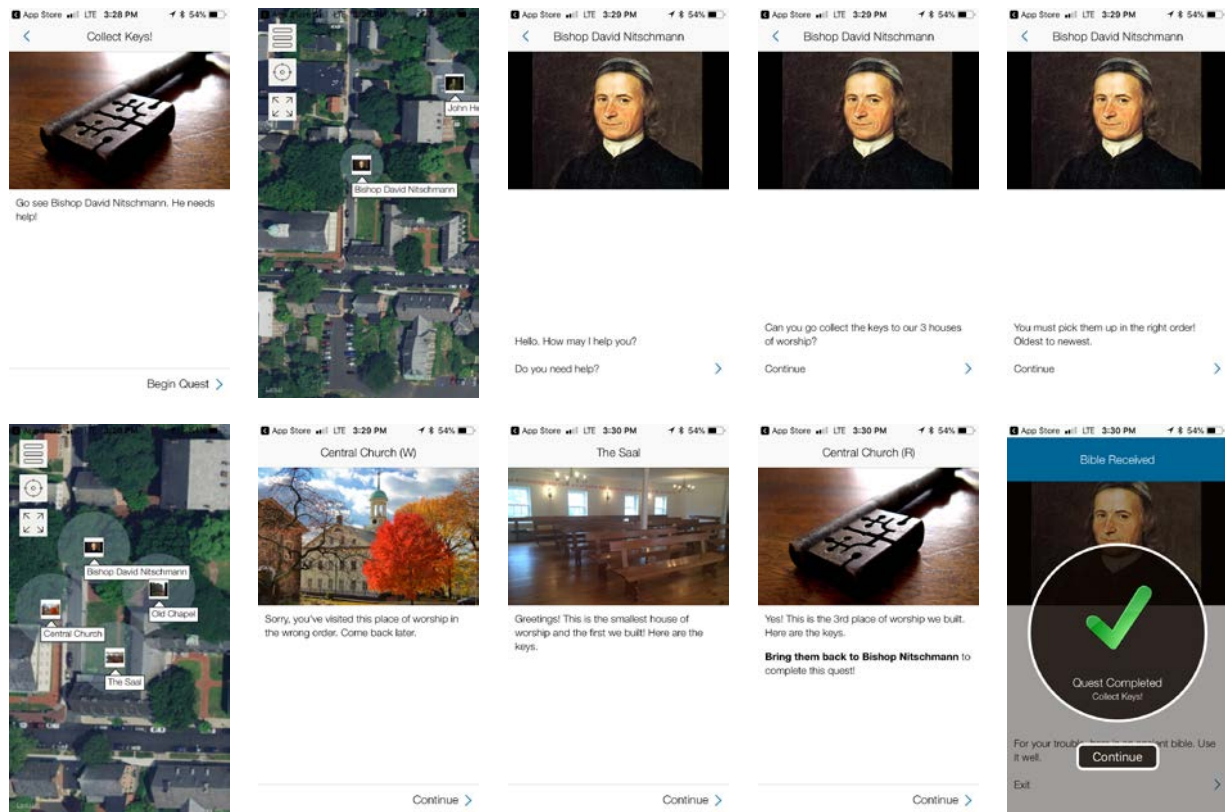 App Store LTE 3:28 PM 54%
Collect Keys!
Go see Bishop David Nitschmann. He needs
help!
Begin Quest
John He
Bishop David Nitschmann
App Store LTE 3:29 PM 54%
Bishop David Nitschmann
Hello. How may I help you?
Do you need help?
App Store LTE 3:29 PM 54%
Bishop David Nitschmann
Can you go collect the keys to our 3 houses
of worship?
Continue
App Store LTE 3:29 PM 54%
Bishop David Nitschmann
You must pick them up in the right order!
Oldest to newest.
Continue
Bishop David Nitschmann
Old Chapel
Central Church
The Saal
App Store LTE 3:29 PM 54%
Central Church (W)
Sorry, you've visited this place of worship in
the wrong order. Come back later.
Continue
App Store LTE 3:30 PM 54%
The Saal
Greetings! This is the smallest house of
worship and the first we built! Here are the
keys.
App Store LTE 3:30 PM 54%
Central Church (R)
Yes! This is the 3rd place of worship we built.
Here are the keys.
Bring them back to Bishop Nitschmann to
complete this quest!
Continue
App Store LTE 3:30 PM 54%
Bible Received
Quest Completed
Collect Keys!
For your trouble, ancient bible. Use
it well.
Continue
Exit